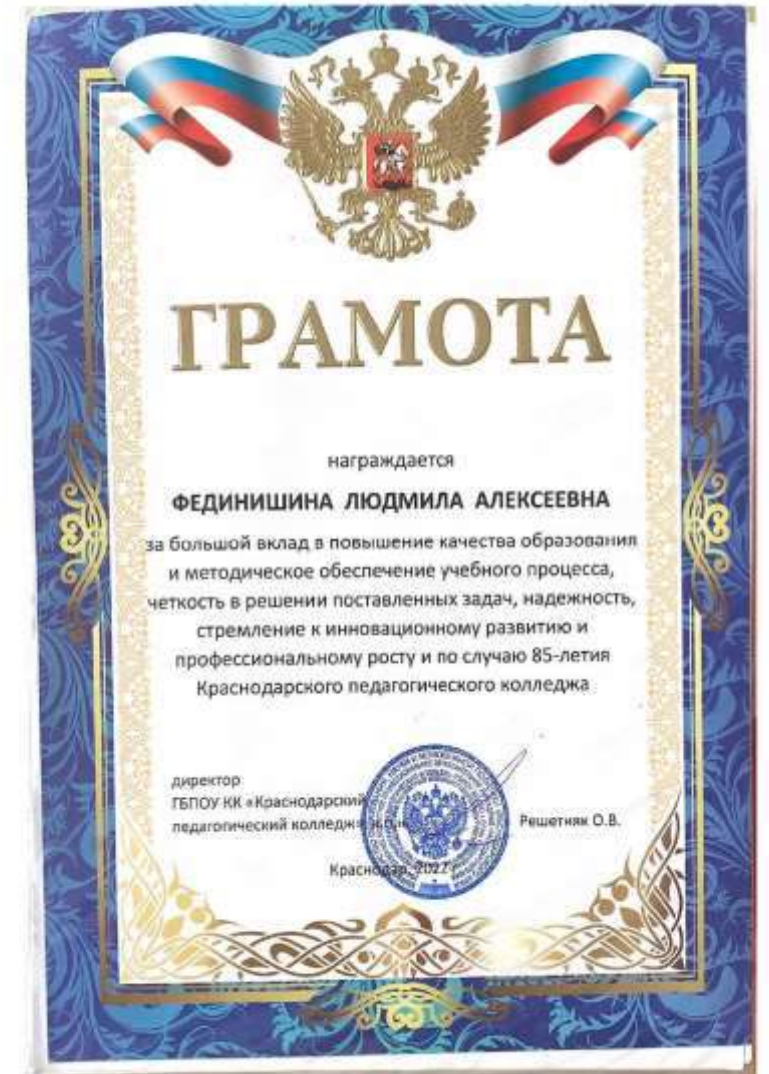 ГРАМОТА
награждается
ФЕДИНИШИНА ЛЮДМИЛА АЛЕКСЕЕВНА
за большой вклад в повышение качества образования
и методическое обеспечение учебного процесса,
четкость в решении поставленных задач, надежность,
стремление к инновационному развитию и
профессиональному росту и по случаю 85-летия
Краснодарского педагогического колледжа
директор
ГБПОУ КК «Краснодарский
педагогический колледж»
Решетняк О.В.
Краснодар, 2022